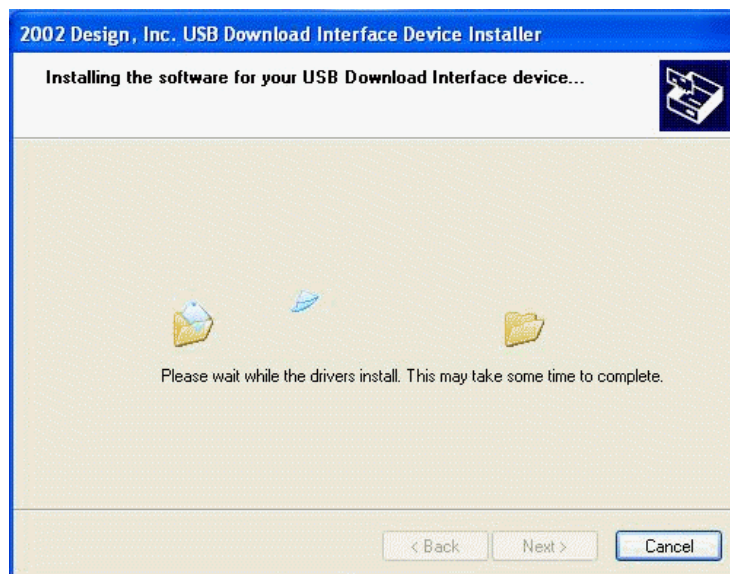 2002 Design, Inc. USB Download Interface Device Installer
Installing the software for your USB Download Interface device...
Please wait while the drivers install. This may take some time to complete.
< Back
Next >
Cancel